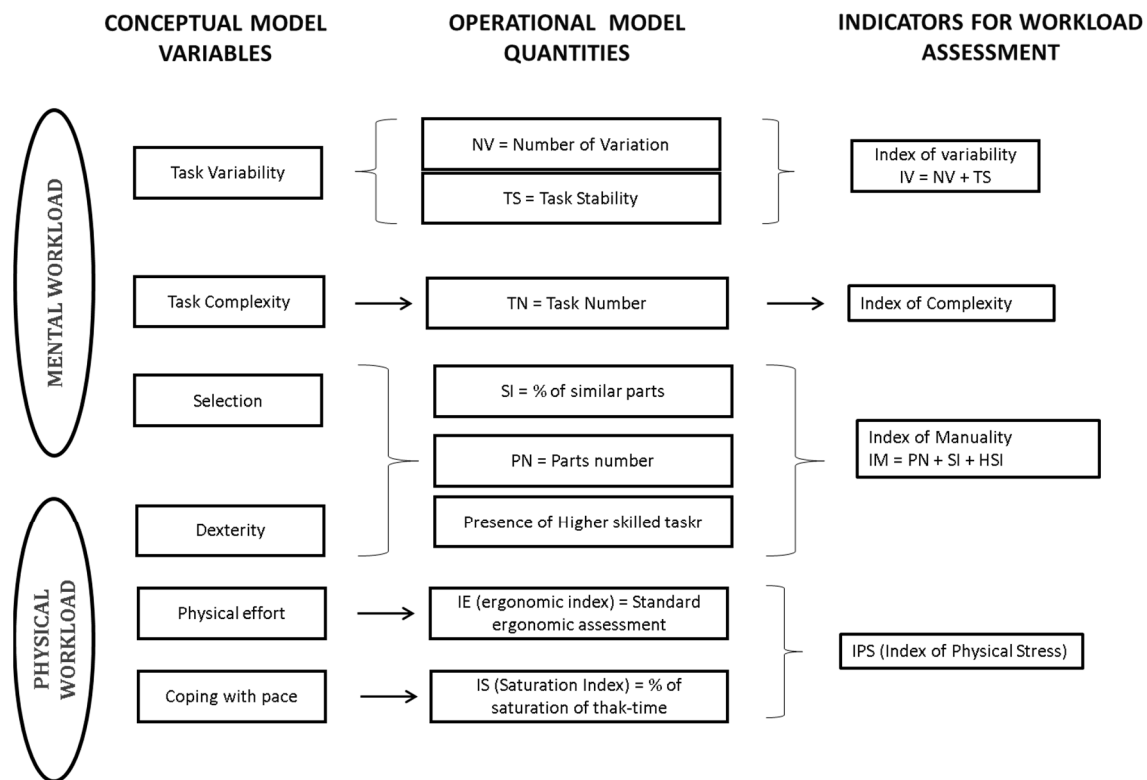 CONCEPTUAL MODEL
VARIABLES
OPERATIONAL MODEL
QUANTITIES
INDICATORS FOR WORKLOAD
ASSESSMENT
MENTAL WORKLOAD
Task Variability
NV = Number of Variation
TS = Task Stability
Index of variability
IV = NV + TS
Task Complexity
TN = Task Number
Index of Complexity
Selection
SI = % of similar parts
PN = Parts number
Index of Manuality
IM = PN + SI + HSI
Dexterity
Presence of Higher skilled taskr
PHYSICAL
WORKLOAD
Physical effort
IE (ergonomic index) = Standard
ergonomic assessment
IPS (Index of Physical Stress)
Coping with pace
IS (Saturation Index) = % of
saturation of thak-time